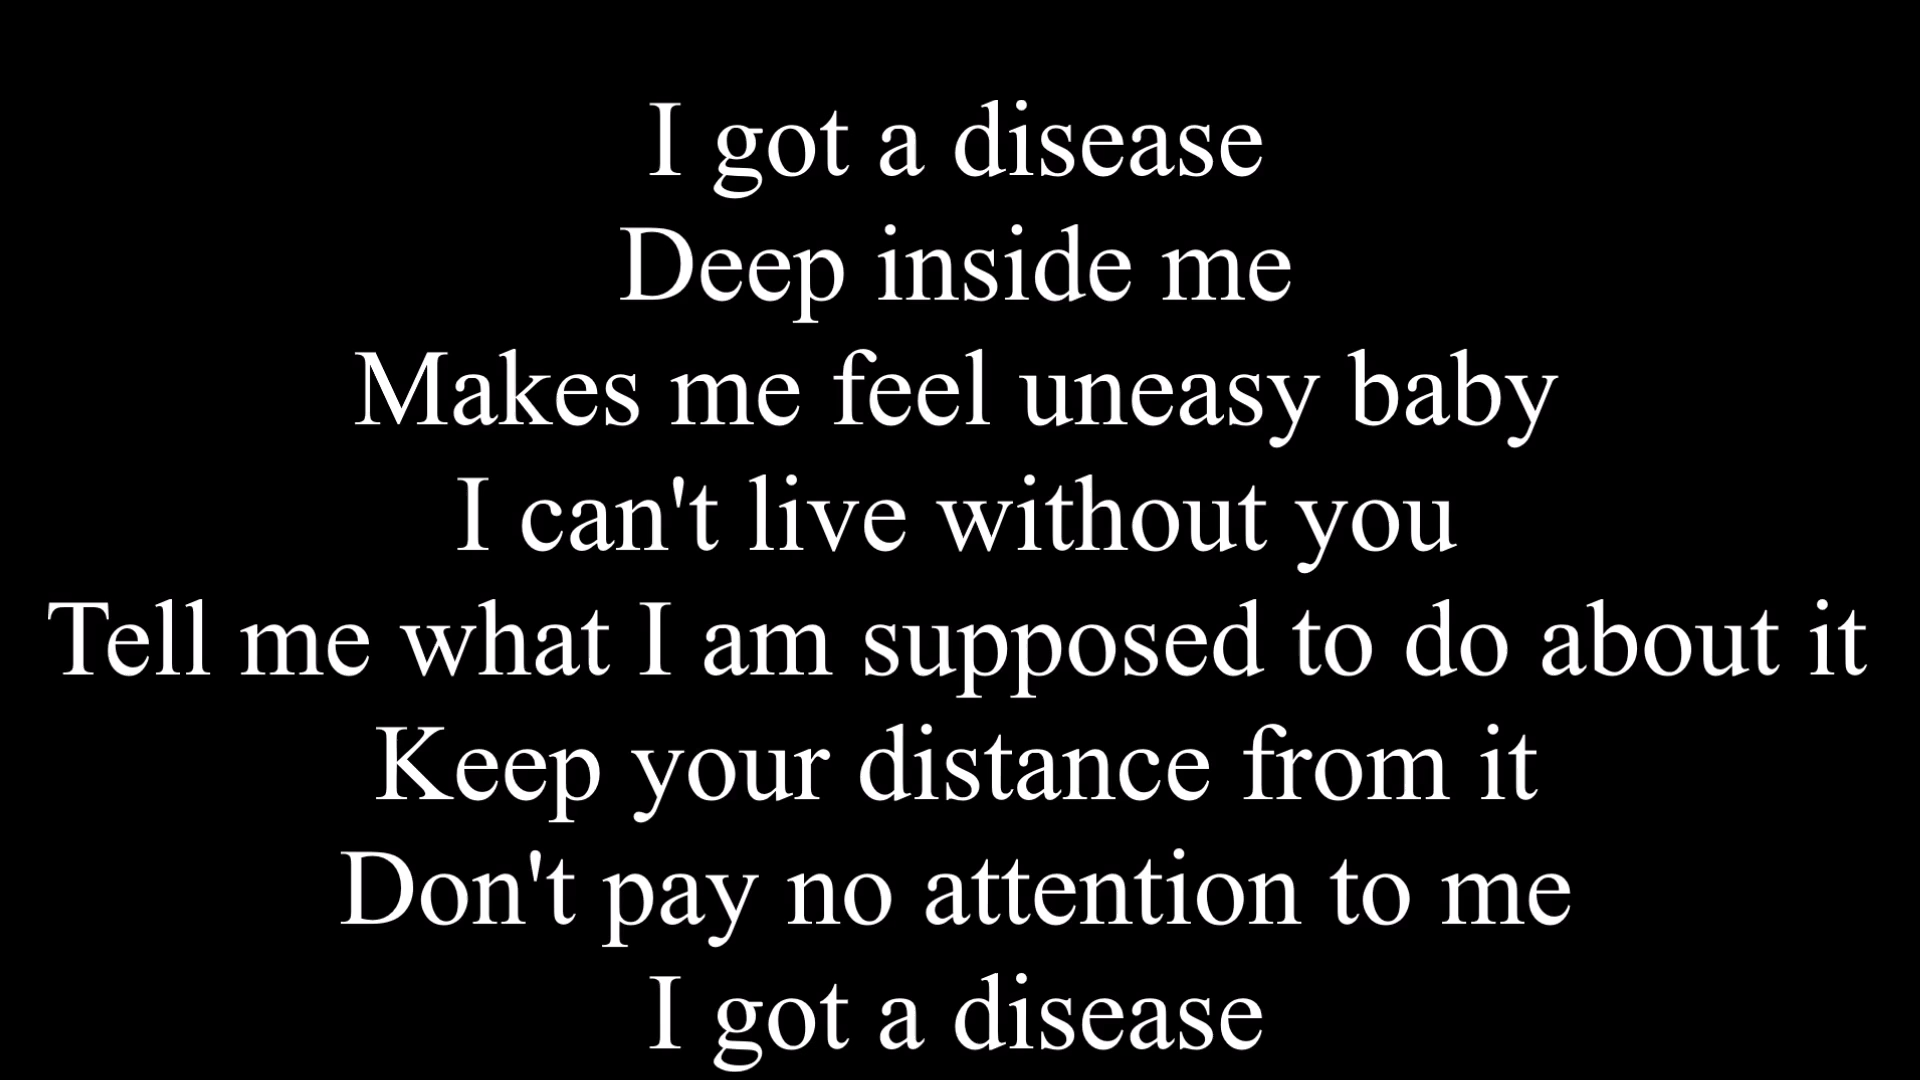 I got a disease
Deep inside me
Makes me feel uneasy baby
I can't live without you
Tell me what I am supposed to do about it
Keep your distance from it
Don't pay no attention to me
I got a disease